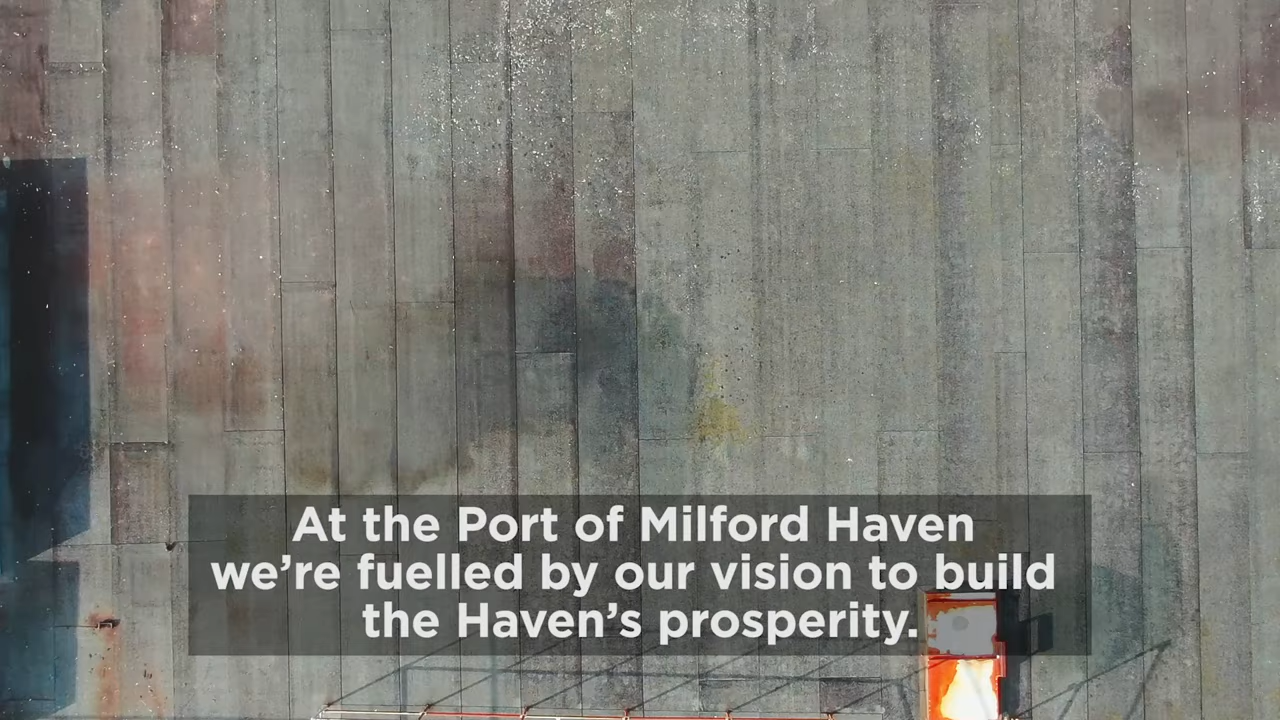 At the Port of Milford Haven
we’re fuelled by our vision to build
the Haven’s prosperity.